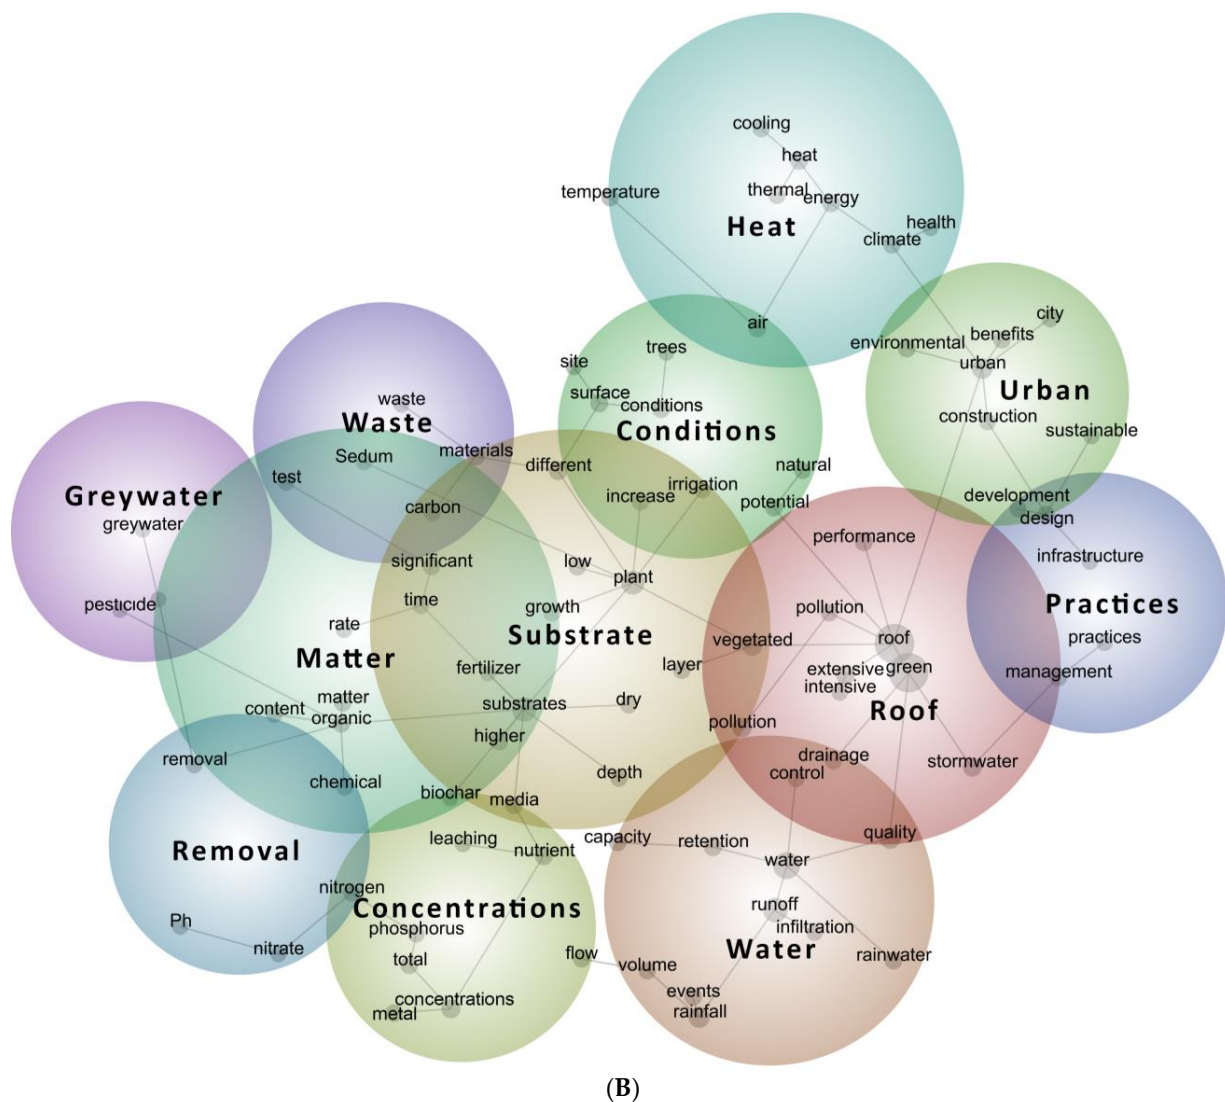 cooling
heat
temperature
thermal
energy
Heat
health
climate
air
city
benefits
environmental
urban
Urban
construction
sustainable
development
design
trees
site
surface
conditions
Conditions
different
natural
irrigation
increase
potential
waste
Waste
Sedum
materials
test
carbon
Greywater
greywater
pesticide
significant
time
rate
Matter
fertilizer
matter
content
organic
substrates
higher
removal
chemical
biochar
low
plant
growth
Substrate
vegetated
layer
dry
depth
media
performance
pollution
roof
extensive
green
intensive
Roof
pollution
drainage
control
stormwater
quality
infrastructure
Practices
practices
management
Removal
Ph
nitrate
nitrogen
leaching
nutrient
Concentrations
phosphorus
total
concentrations
metal
capacity
retention
water
runoff
infiltration
Water
rainwater
flow
volume
events
rainfall
(B)